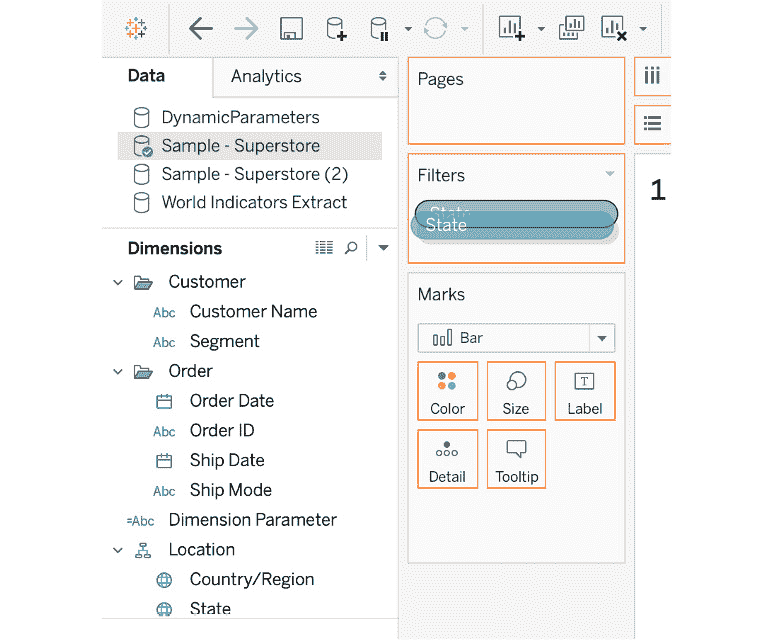 Data
Analytics
DynamicParameters
Sample - Superstore
Sample - Superstore (2)
World Indicators Extract
Dimensions
Customer
Abc Customer Name
Abc Segment
Order
Order Date
Abc Order ID
Ship Date
Abc Ship Mode
=Abc Dimension Parameter
Location
Country/Region
State
Pages
Filters
State
State
Marks
Bar
Color
Size
T
Label
Detail
Tooltip
1